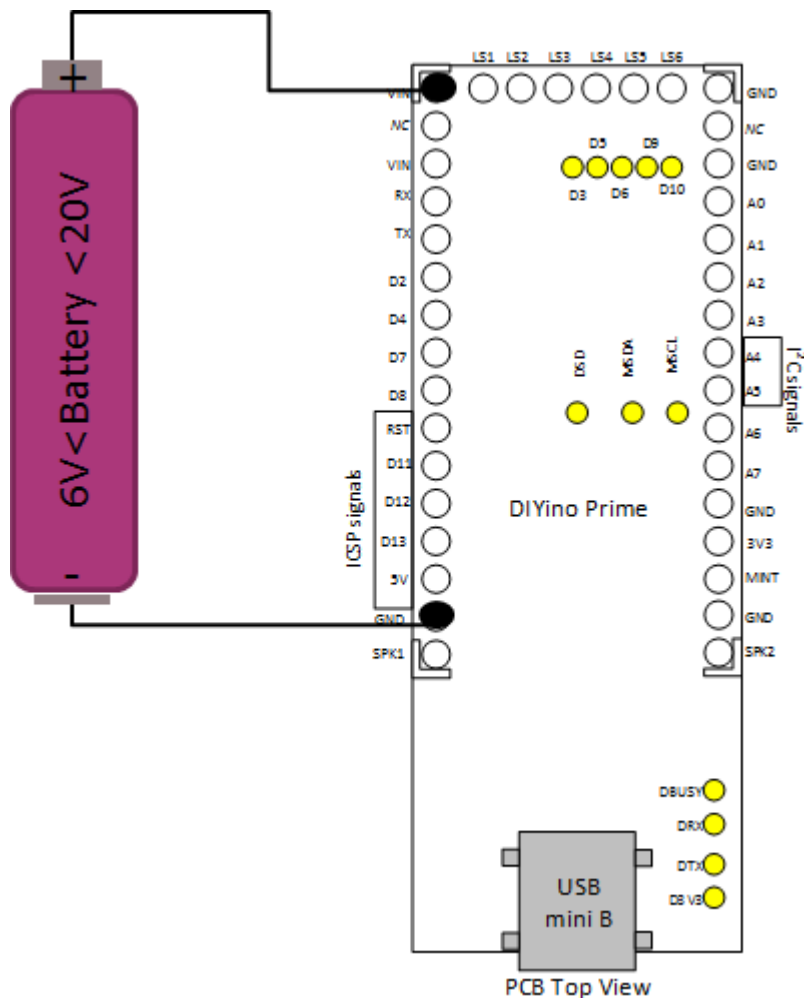 +
6V<Battery <20V
-
LS1 LS2 LS3 LS4 LS5 LS6
VIN
NC
VIN
RX
TX
D2
D4
D7
D8
RST
D11
D12
D13
5V
GND
SPK1
ICSP signals
D5 D9
D3 D6 D10
DSD
MSDA
MSCL
DIYino Prime
GND
NC
GND
A0
A1
A2
A3
A4
A5
A6
A7
GND
3V3
MINT
GND
SPK2
I²C signals
DBUSY
DRX
DTX
D3V3
USB
mini B
PCB Top View